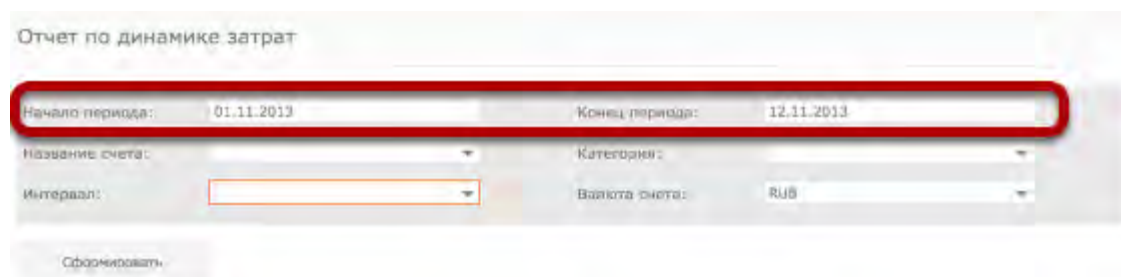 Отчет по динамике затрат
Начало периода: 01.11.2013 Конец периода: 12.11.2013
Название счета: Категория:
Интервал: Валюта счета: RUB
Сформировать